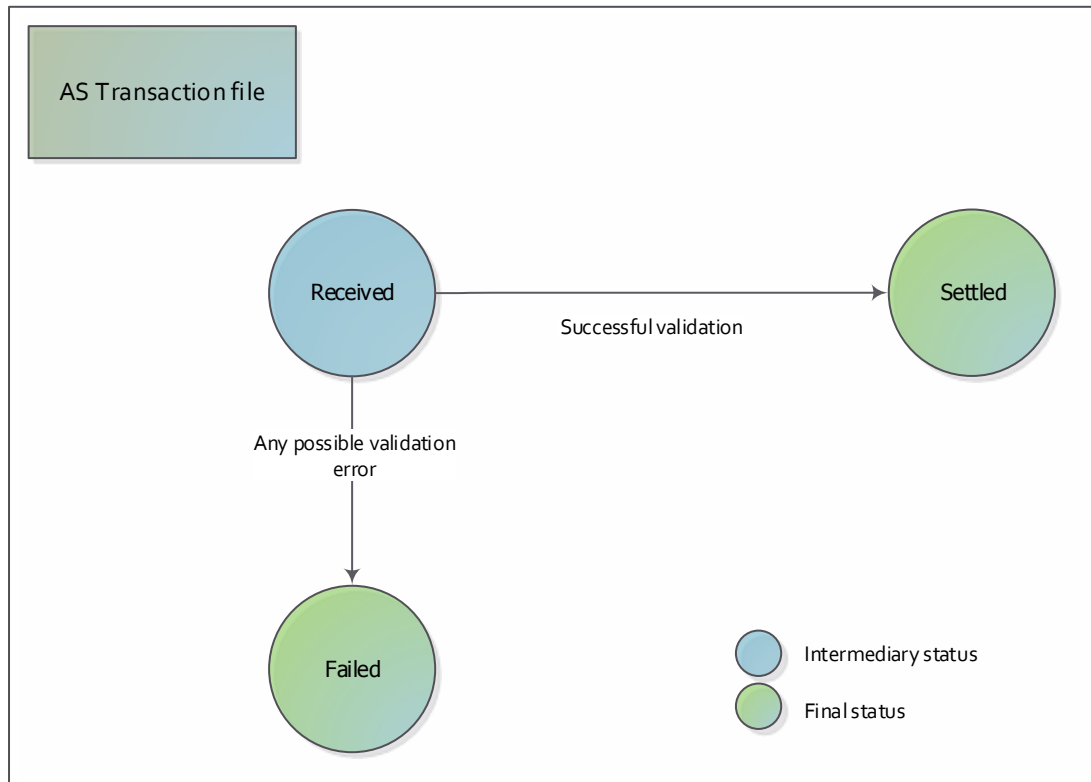 AS Transaction file
Received
Settled
Successful validation
Any possible validation
error
Failed
Intermediary status
Final status